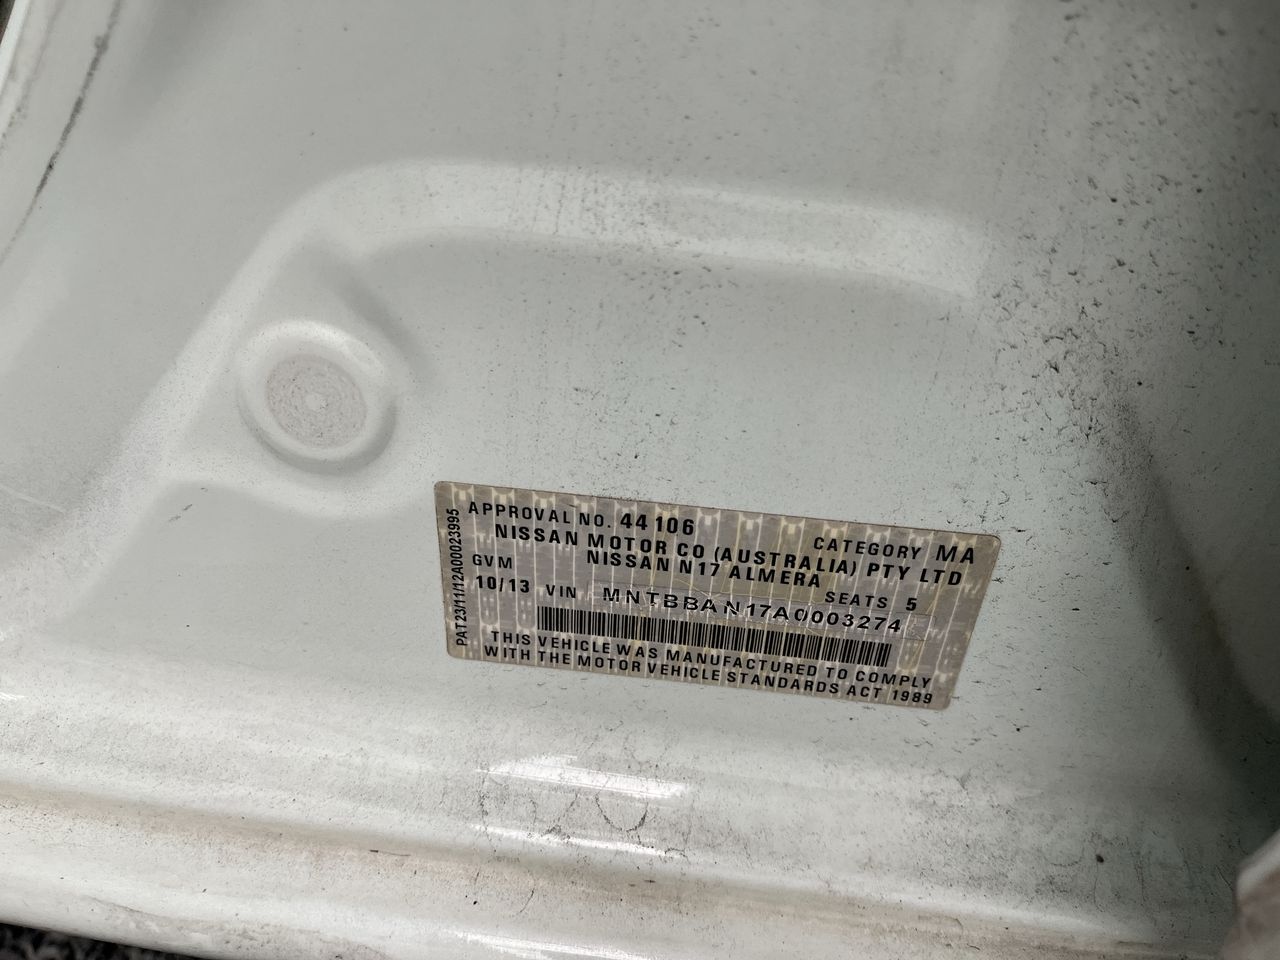 APPROVAL NO. 44106 CATEGORY MA
NISSAN MOTOR CO (AUSTRALIA) PTY LTD
NISSAN N17 ALMERA
GVM SEATS 5
10/13 VIN MNTBBAN17A0003274
THIS VEHICLE WAS MANUFACTURED TO COMPLY
WITH THE MOTOR VEHICLE STANDARDS ACT 1989
PAT23/11/12A00023995